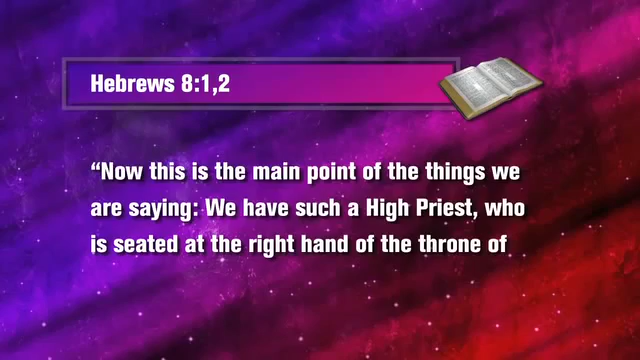 Hebrews 8:1,2
“Now this is the main point of the things we
are saying: We have such a High Priest, who
is seated at the right hand of the throne of